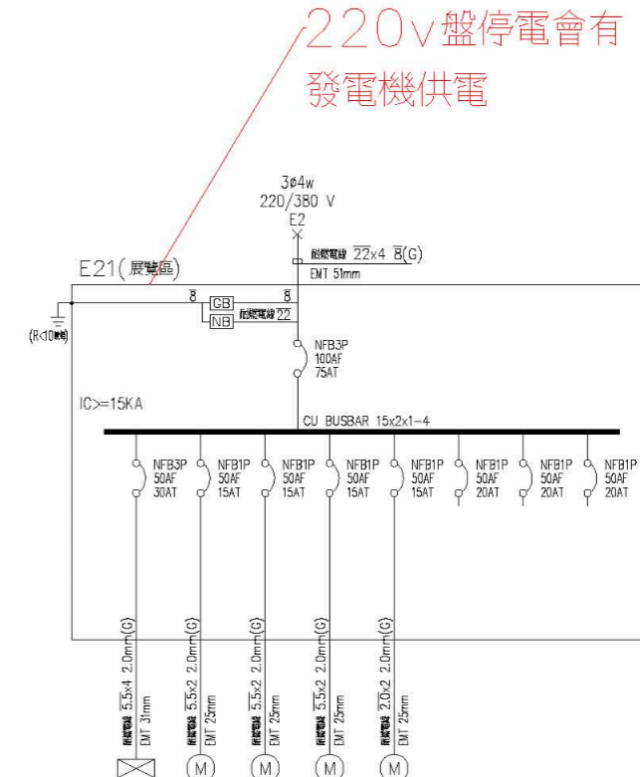 220v盤停電會有
發電機供電
3ø4w
220/380 V
E2
耐燃電線 22x4 8(G)
EMT 51mm
E21(展覽區)
8 GB 8
NB 耐燃電線 22
NFB3P
100AF
75AT
IC>=15KA
CU BUSBAR 15x2x1-4
NFB3P
50AF
30AT
NFB1P
50AF
15AT
NFB1P
50AF
15AT
NFB1P
50AF
15AT
NFB1P
50AF
15AT
NFB1P
50AF
20AT
NFB1P
50AF
20AT
NFB1P
50AF
20AT
耐燃電線 5.5x4 2.0mm(G)
EMT 31mm
耐燃電線 5.5x2 2.0mm(G)
EMT 25mm
耐燃電線 5.5x2 2.0mm(G)
EMT 25mm
耐燃電線 5.5x2 2.0mm(G)
EMT 25mm
耐燃電線 2.0x2 2.0mm(G)
EMT 25mm
M
M
M
M